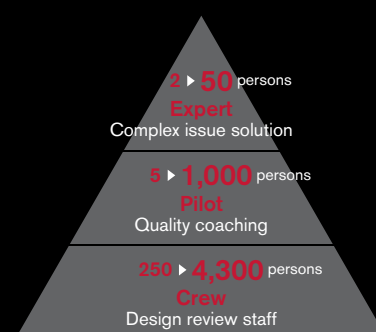 2 ▶ 50 persons
Expert
Complex issue solution
5 ▶ 1,000 persons
Pilot
Quality coaching
250 ▶ 4,300 persons
Crew
Design review staff